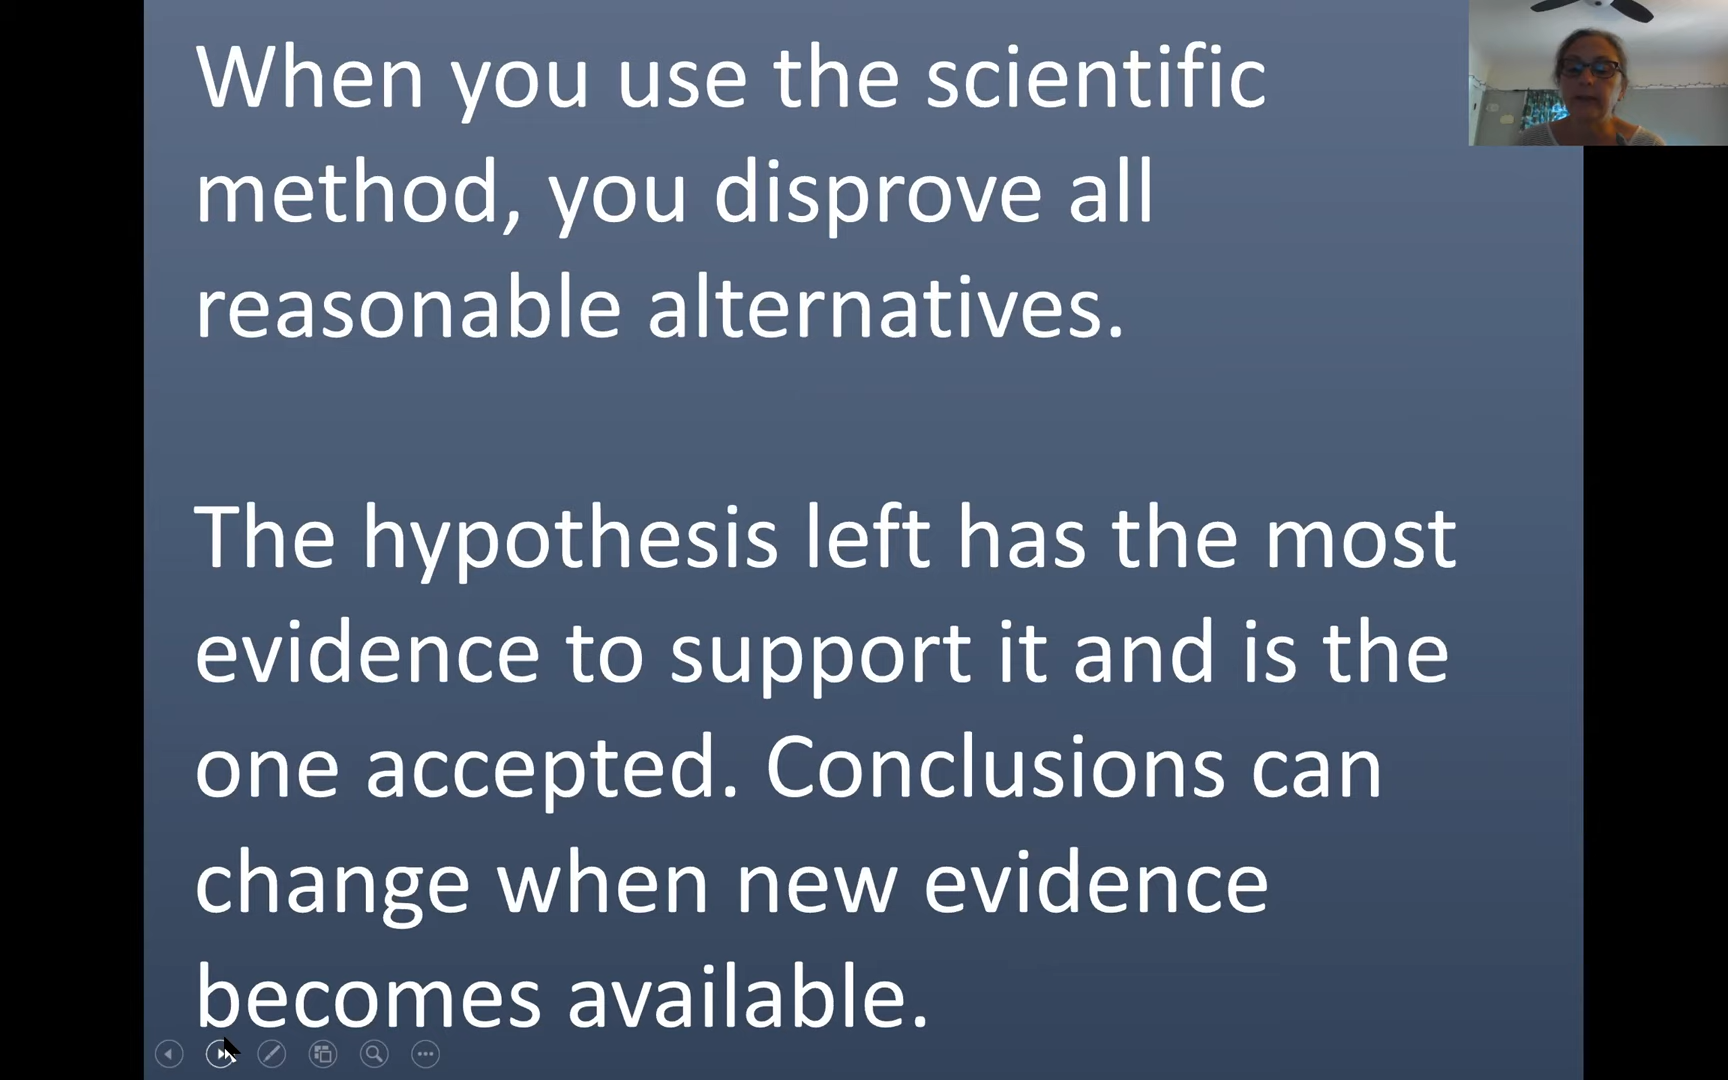 When you use the scientific
method, you disprove all
reasonable alternatives.
The hypothesis left has the most
evidence to support it and is the
one accepted. Conclusions can
change when new evidence
becomes available.